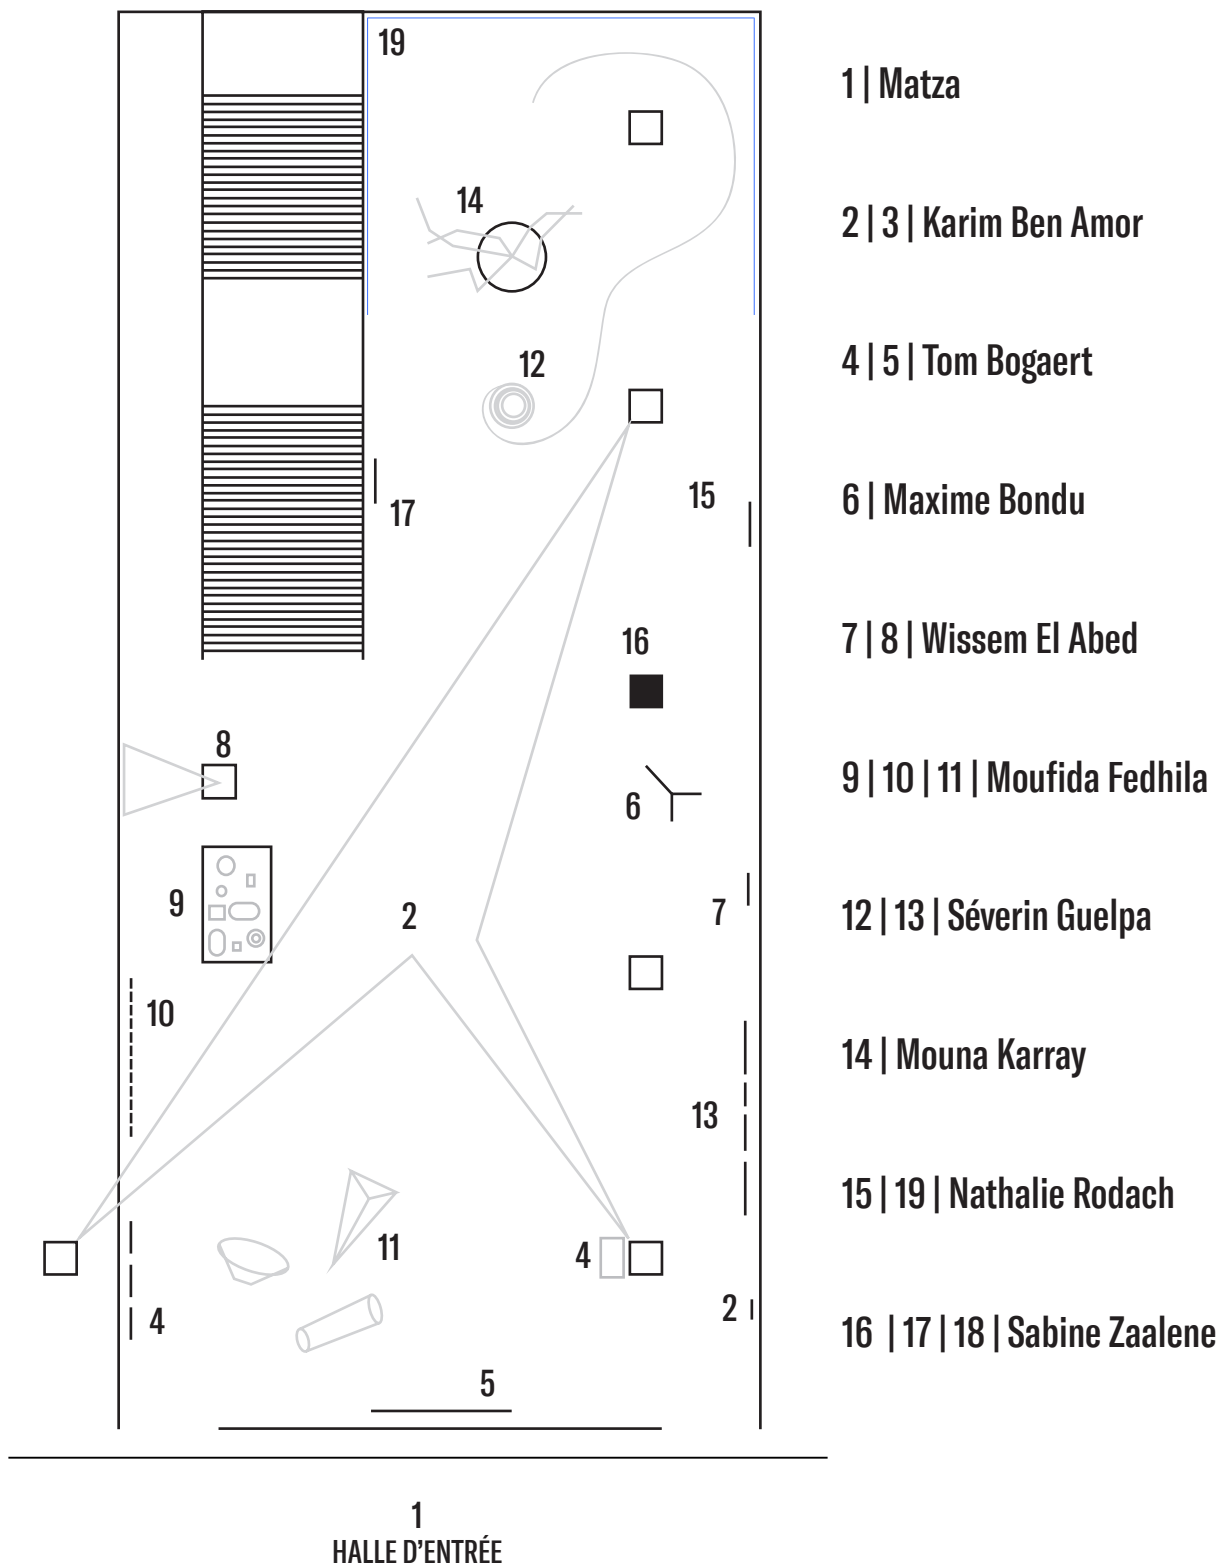 19
14
12
17
15
16
8
6
9
2
7
10
13
11
4
4
2
5
1
HALLE D'ENTRÉE
1 | Matza
2 | 3 | Karim Ben Amor
4 | 5 | Tom Bogaert
6 | Maxime Bondu
7 | 8 | Wissem El Abed
9 | 10 | 11 | Moufida Fedhila
12 | 13 | Séverin Guelpa
14 | Mouna Karray
15 | 19 | Nathalie Rodach
16 | 17 | 18 | Sabine Zaalene